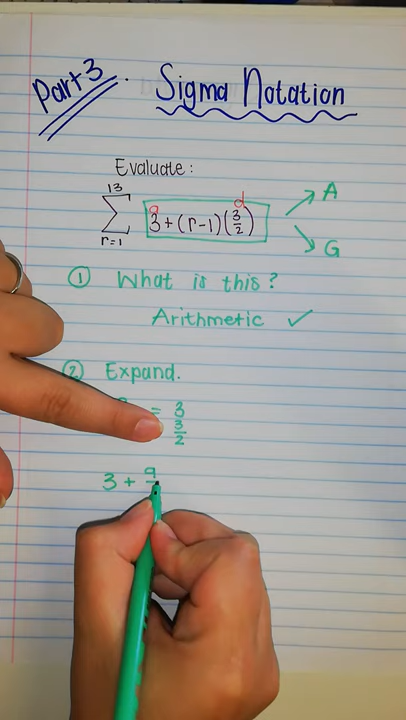 Part 3. Sigma Notation
Evaluate:
13
Σ 3 + (r-1)(3/2)
r=1
a
d
A
G
① What is this?
Arithmetic ✓
② Expand.
= 3
3/2
3 + 9